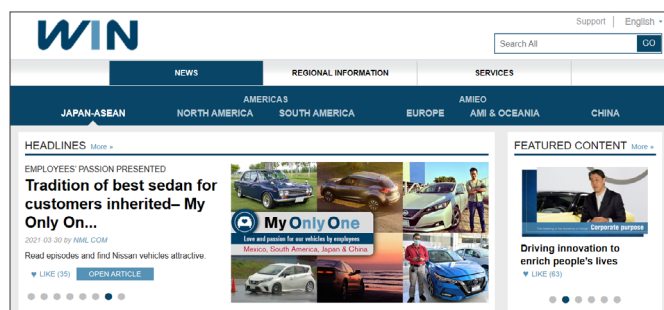 Support
English
WIN
Search All
GO
NEWS
REGIONAL INFORMATION
SERVICES
AMERICAS
AMIEO
JAPAN-ASEAN
NORTH AMERICA
SOUTH AMERICA
EUROPE
AMI & OCEANIA
CHINA
HEADLINES More »
EMPLOYEES' PASSION PRESENTED
Tradition of best sedan for
customers inherited– My
Only On...
2021-03-30 by NML COM
Read episodes and find Nissan vehicles attractive.
♥ LIKE (35)
OPEN ARTICLE
My Only One
Love and passion for our vehicles by employees
Mexico, South America, Japan & China
FEATURED CONTENT More »
Corporate purpose
Driving innovation to
enrich people's lives
♥ LIKE (63)